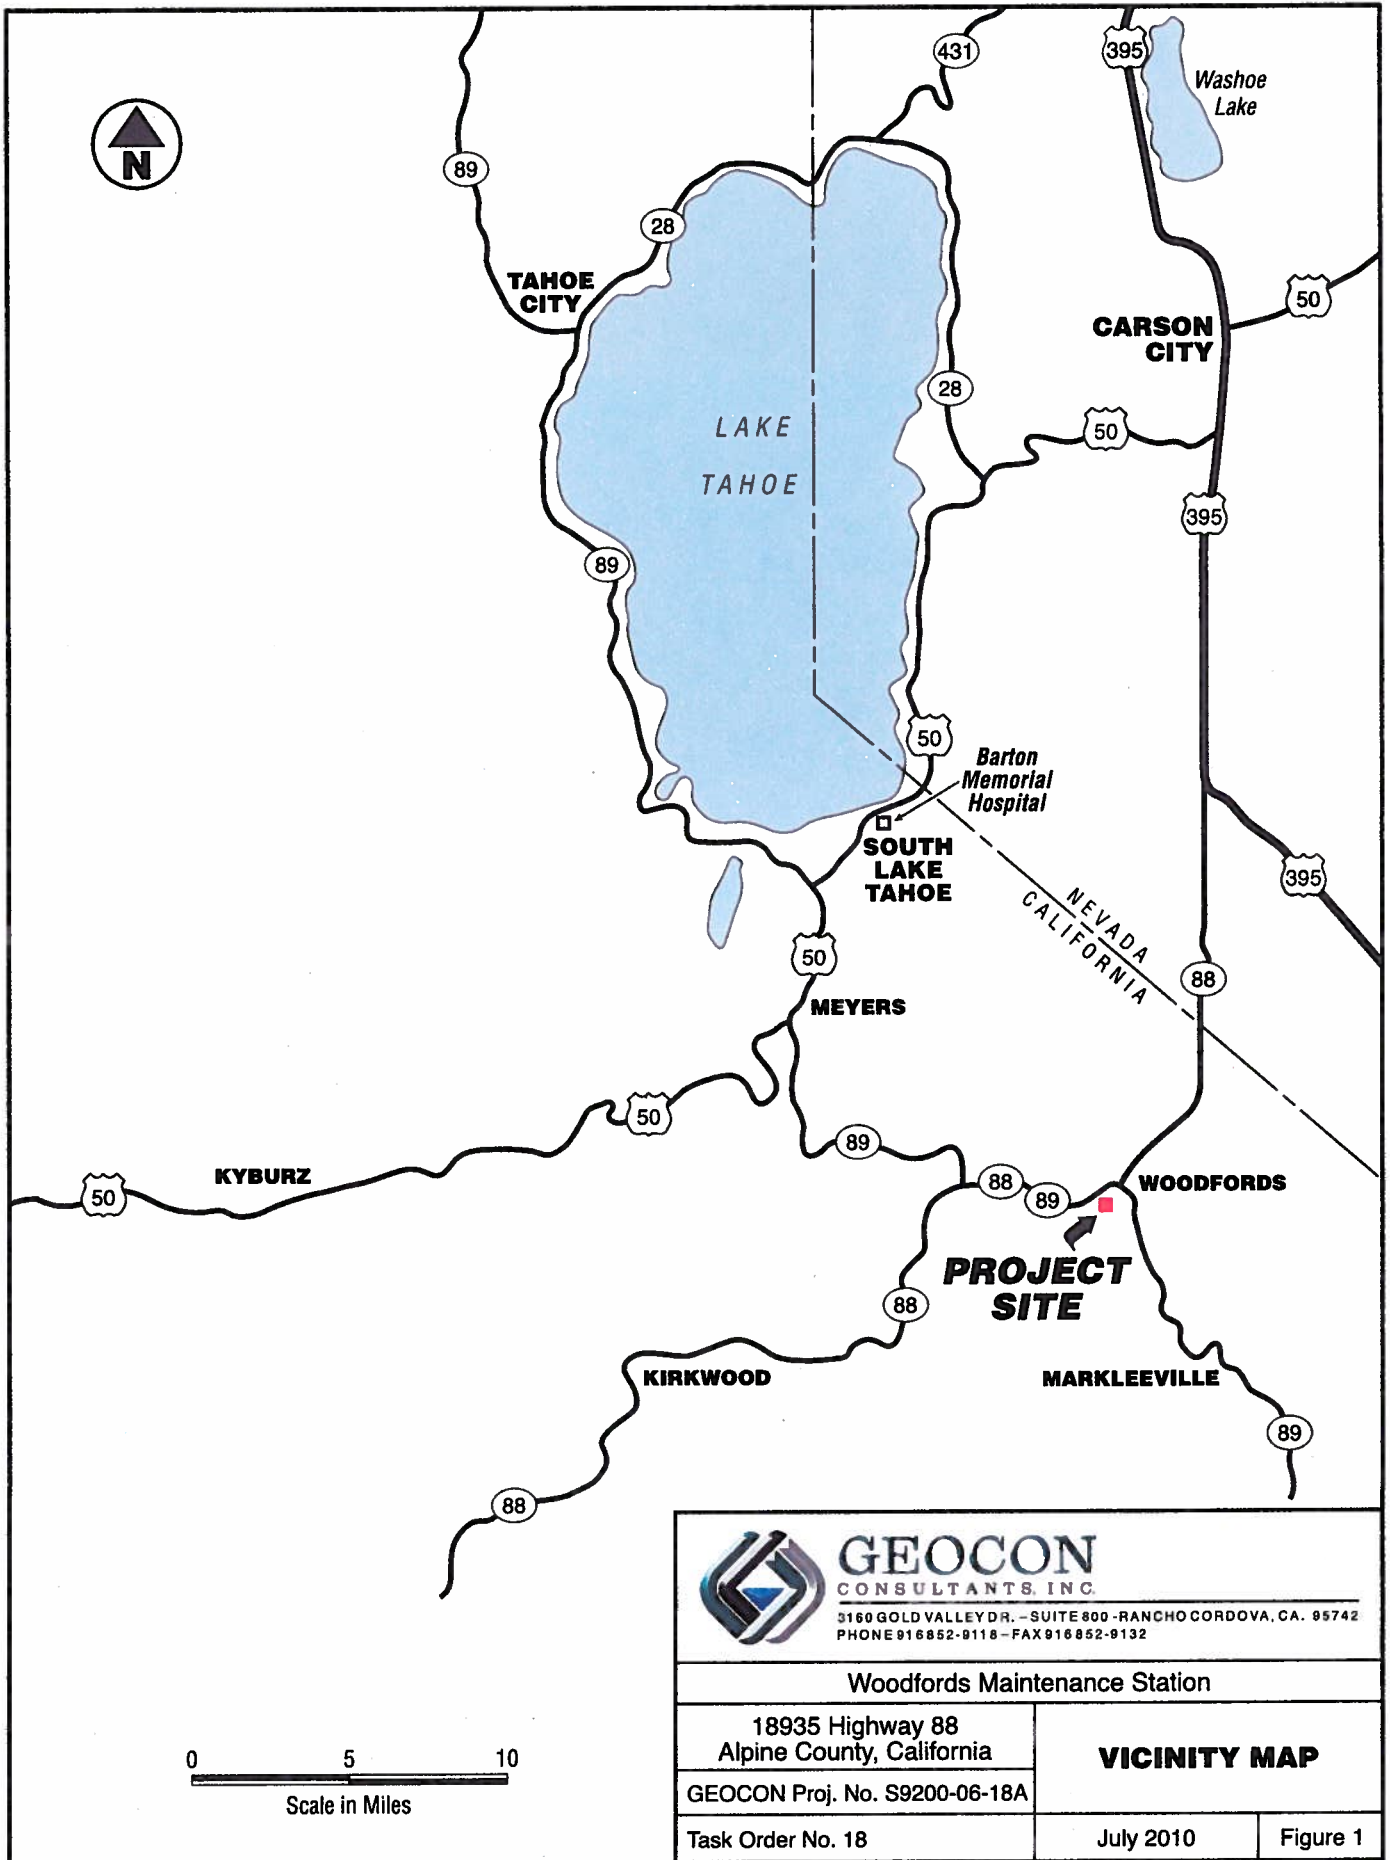 431
395
Washoe
Lake
N
89
28
TAHOE
CITY
50
CARSON
CITY
28
LAKE
TAHOE
50
395
89
50
Barton
Memorial
Hospital
SOUTH
LAKE
TAHOE
395
NEVADA
CALIFORNIA
50
88
MEYERS
50
89
KYBURZ
50
88
89
WOODFORDS
PROJECT
SITE
88
KIRKWOOD
MARKLEEVILLE
89
88
GEOCON
CONSULTANTS, INC.
3160 GOLD VALLEY DR. - SUITE 800 - RANCHO CORDOVA, CA. 95742
PHONE 916 852-9118 - FAX 916 852-9132
Woodfords Maintenance Station
18935 Highway 88
Alpine County, California
VICINITY MAP
GEOCON Proj. No. S9200-06-18A
Task Order No. 18
July 2010
Figure 1
0 5 10
Scale in Miles